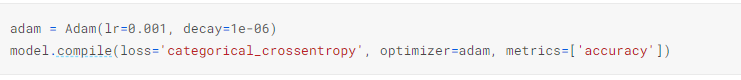 adam = Adam(lr=0.001, decay=1e-06)
model.compile(loss='categorical_crossentropy', optimizer=adam, metrics=['accuracy'])